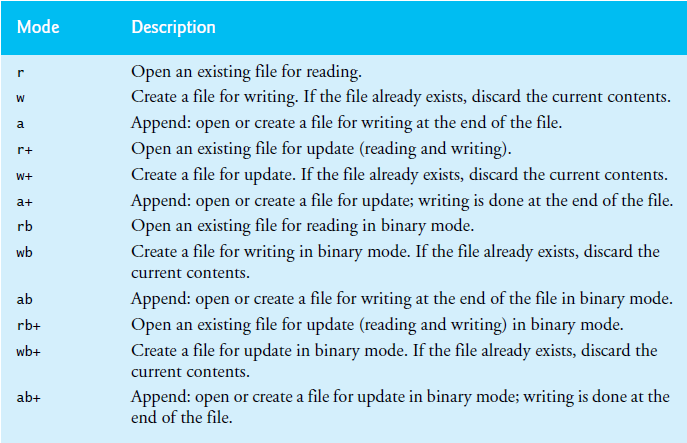 Mode Description
r Open an existing file for reading.
w Create a file for writing. If the file already exists, discard the current contents.
a Append: open or create a file for writing at the end of the file.
r+ Open an existing file for update (reading and writing).
w+ Create a file for update. If the file already exists, discard the current contents.
a+ Append: open or create a file for update; writing is done at the end of the file.
rb Open an existing file for reading in binary mode.
wb Create a file for writing in binary mode. If the file already exists, discard the
current contents.
ab Append: open or create a file for writing at the end of the file in binary mode.
rb+ Open an existing file for update (reading and writing) in binary mode.
wb+ Create a file for update in binary mode. If the file already exists, discard the
current contents.
ab+ Append: open or create a file for update in binary mode; writing is done at the
end of the file.